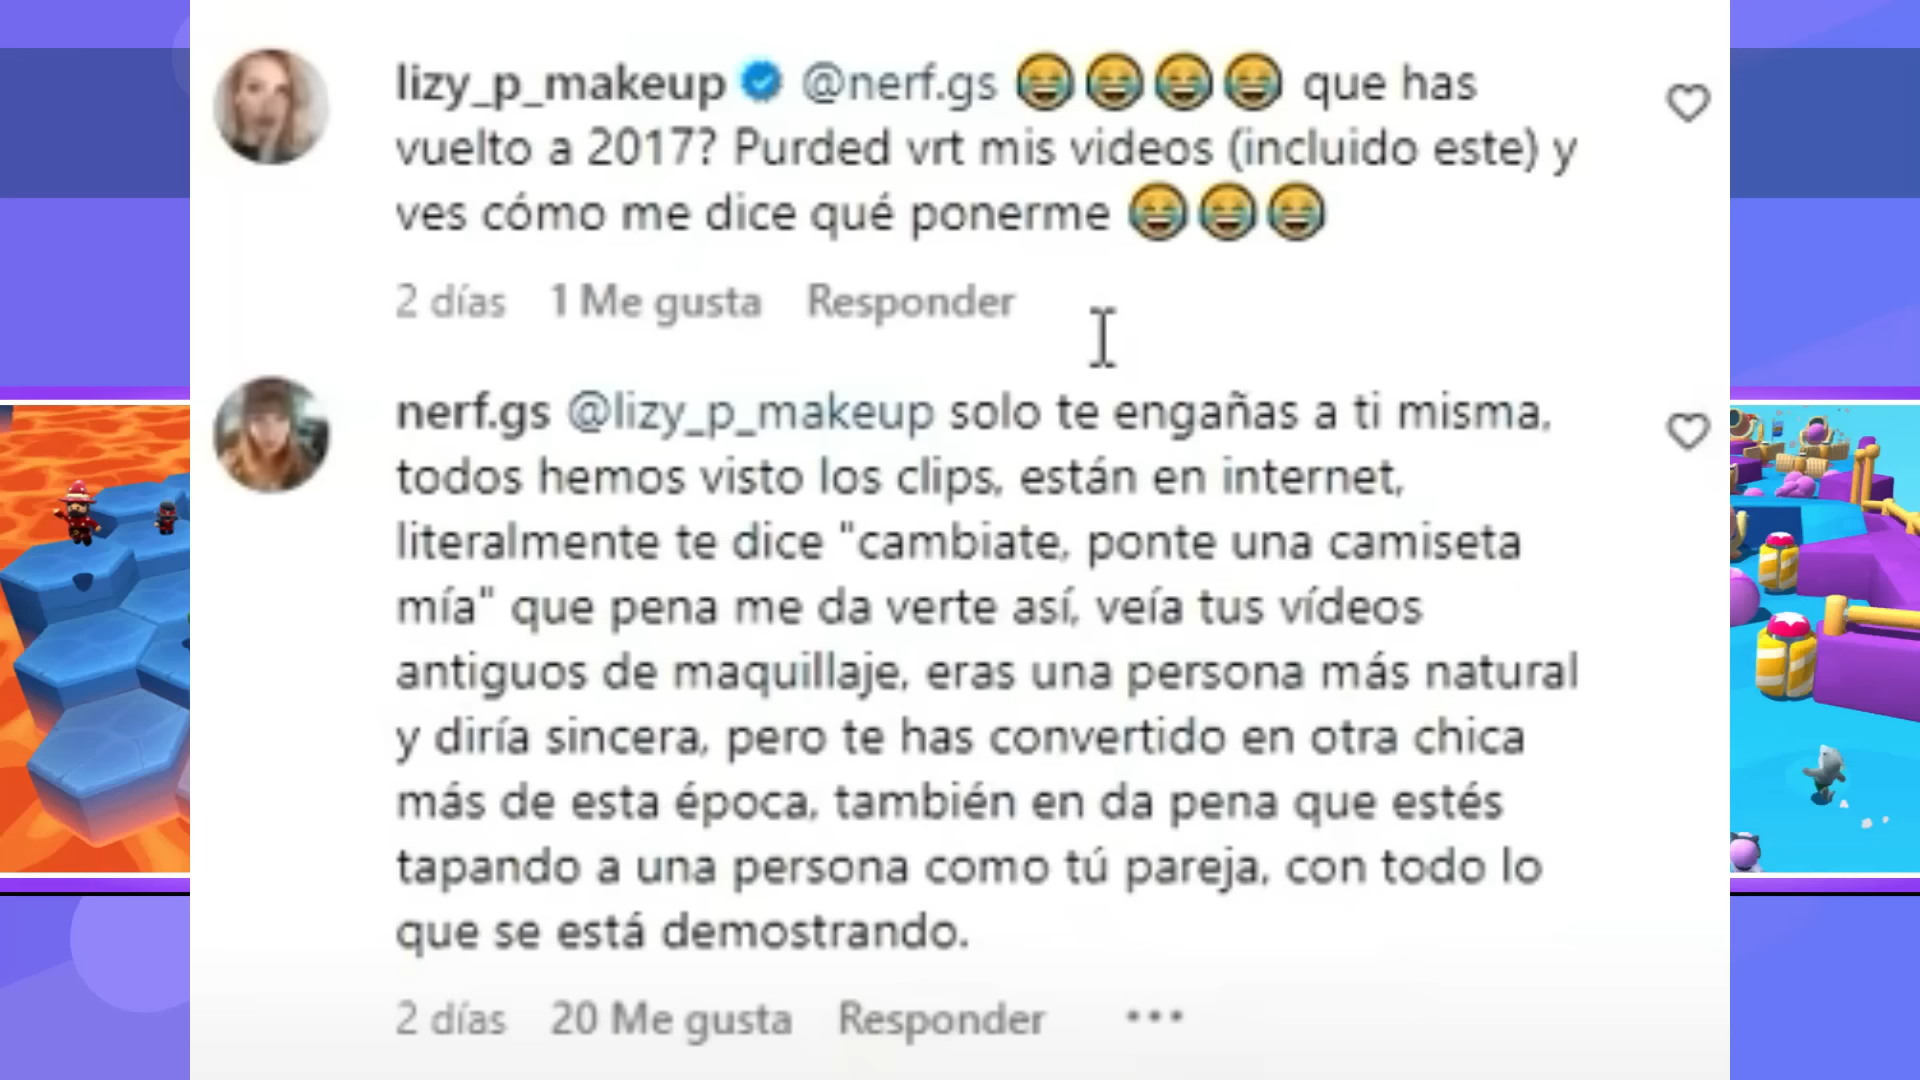 lizy_p_makeup @nerf.gs 😂😂😂😂 que has
vuelto a 2017? Purded vrt mis videos (incluido este) y
ves cómo me dice qué ponerme 😂😂😂
2 días 1 Me gusta Responder
nerf.gs @lizy_p_makeup solo te engañas a ti misma,
todos hemos visto los clips, están en internet,
literalmente te dice "cambiate, ponte una camiseta
mía" que pena me da verte así, veía tus vídeos
antiguos de maquillaje, eras una persona más natural
y diría sincera, pero te has convertido en otra chica
más de esta época, también en da pena que estés
tapando a una persona como tú pareja, con todo lo
que se está demostrando.
2 días 20 Me gusta Responder ...